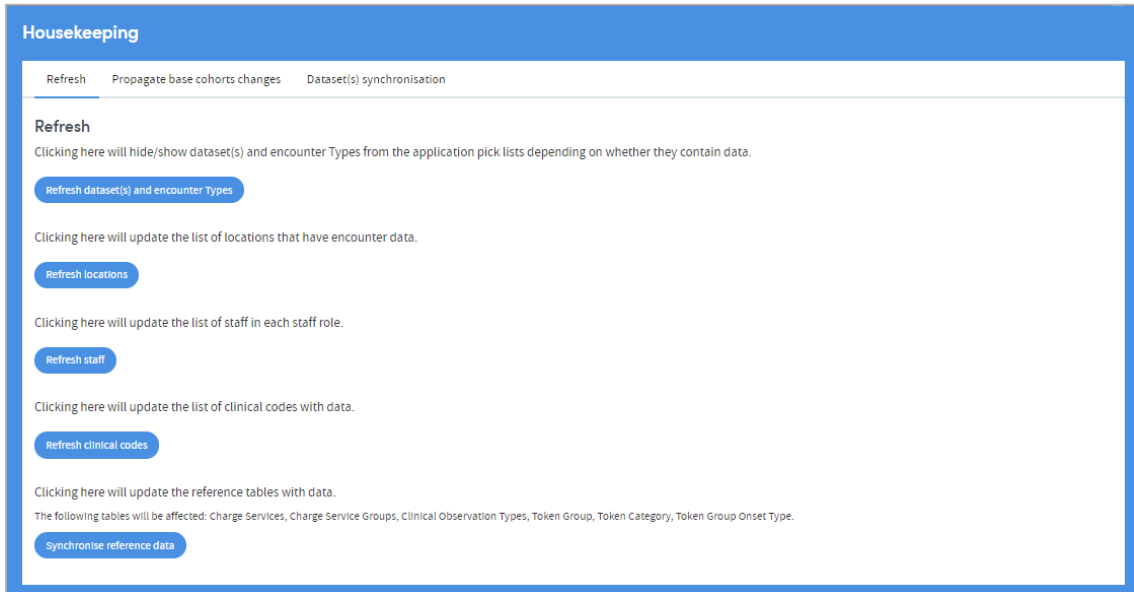 Housekeeping
Refresh Propagate base cohorts changes Dataset(s) synchronisation
Refresh
Clicking here will hide/show dataset(s) and encounter Types from the application pick lists depending on whether they contain data.
Refresh dataset(s) and encounter Types
Clicking here will update the list of locations that have encounter data.
Refresh locations
Clicking here will update the list of staff in each staff role.
Refresh staff
Clicking here will update the list of clinical codes with data.
Refresh clinical codes
Clicking here will update the reference tables with data.
The following tables will be affected: Charge Services, Charge Service Groups, Clinical Observation Types, Token Group, Token Category, Token Group Onset Type.
Synchronise reference data